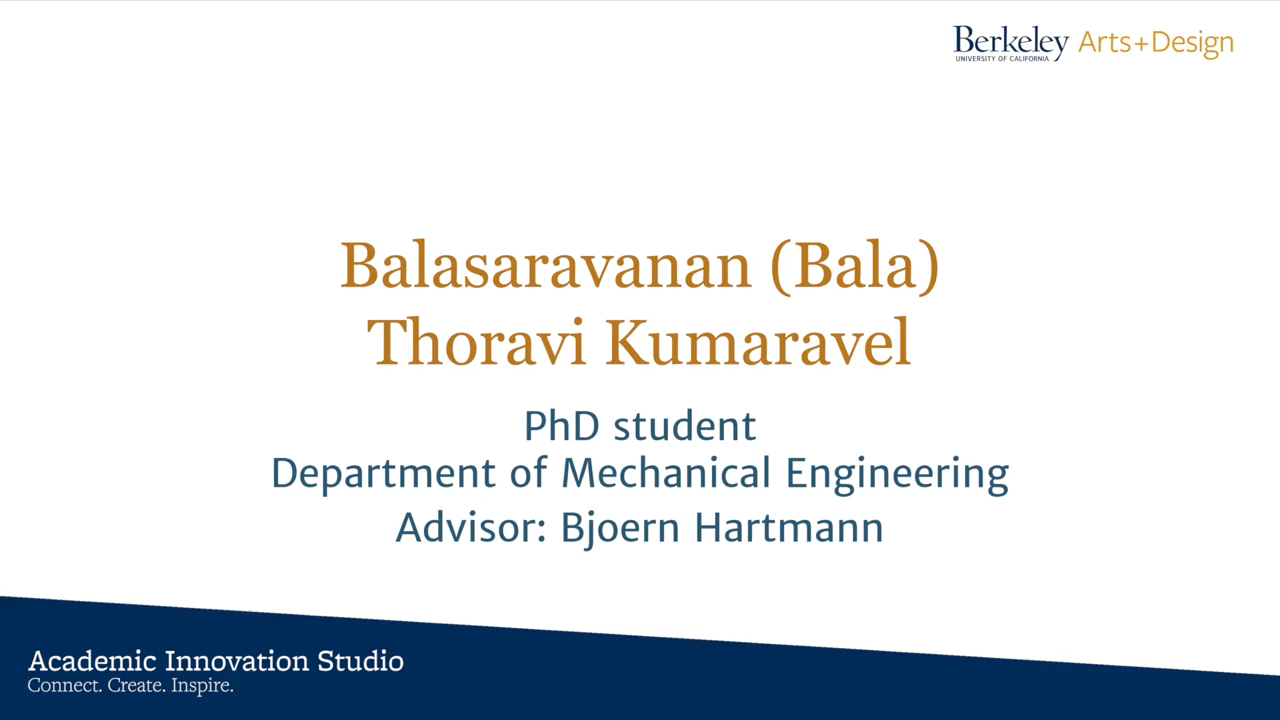 Berkeley Arts+Design
UNIVERSITY OF CALIFORNIA
Balasaravanan (Bala)
Thoravi Kumaravel
PhD student
Department of Mechanical Engineering
Advisor: Bjoern Hartmann
Academic Innovation Studio
Connect. Create. Inspire.